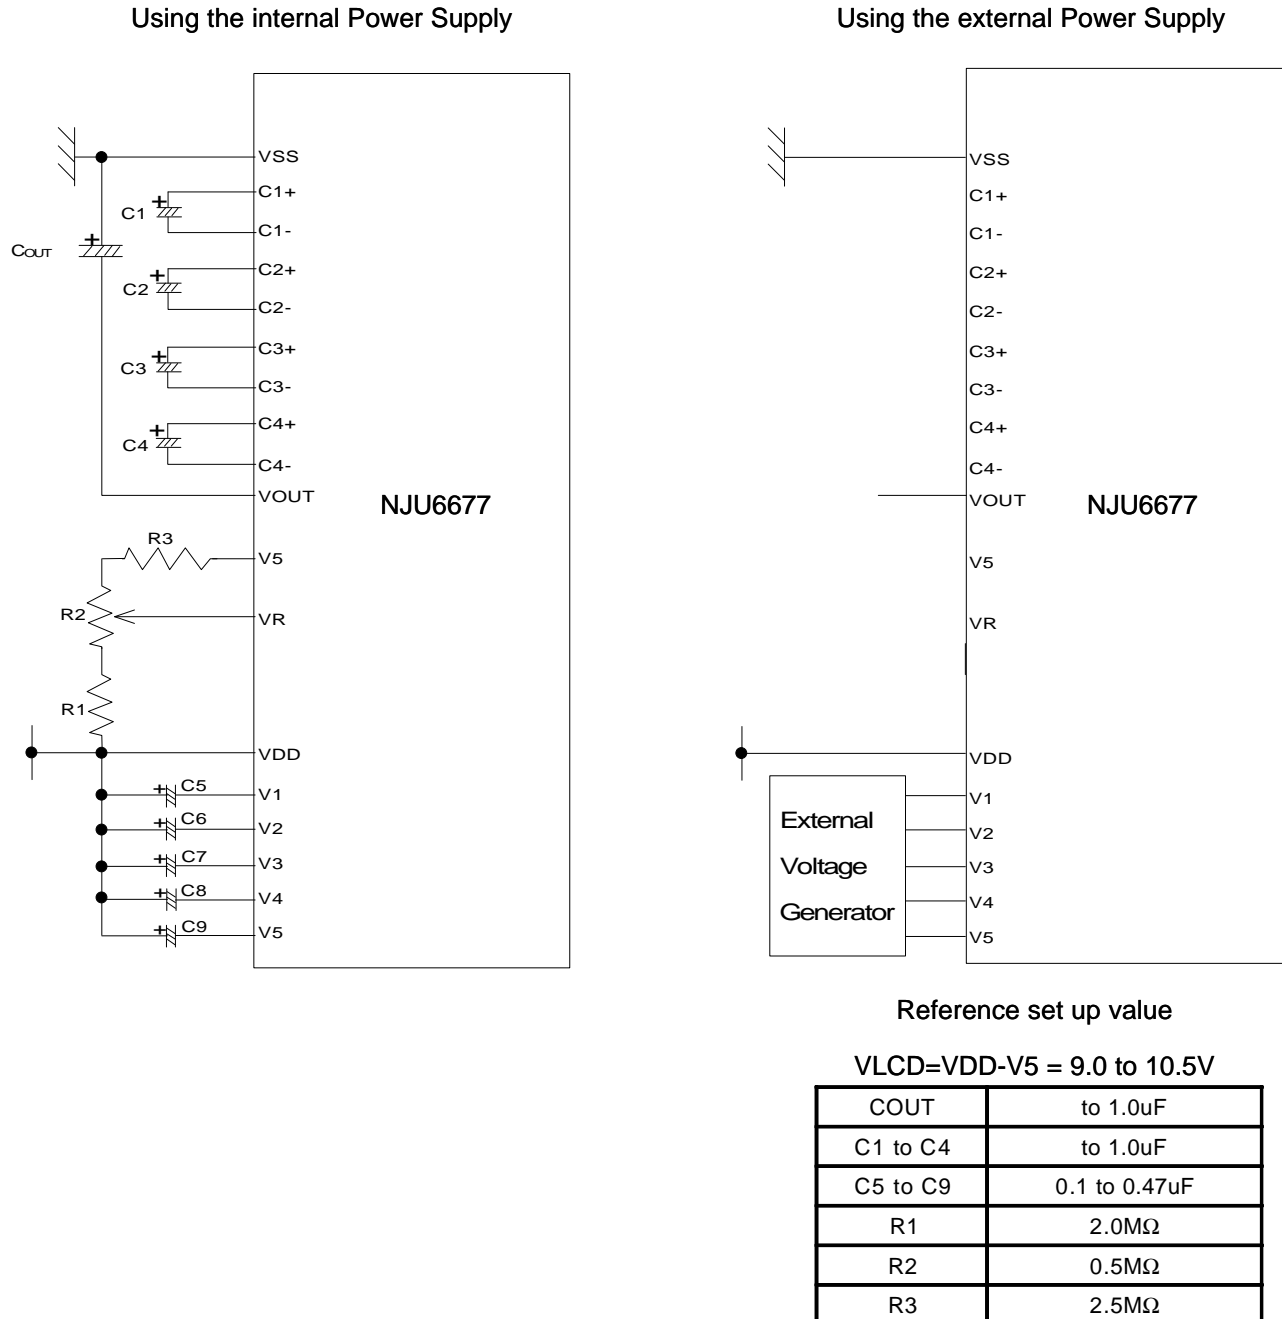 Using the internal Power Supply
VSS
C1+
C1
+
C1-
COUT
+
C2+
C2
+
C2-
C3+
C3
+
C3-
C4+
C4
+
C4-
VOUT
NJU6677
R3
V5
R2
VR
R1
VDD
+
C5
V1
+
C6
V2
+
C7
V3
+
C8
V4
+
C9
V5
Using the external Power Supply
VSS
C1+
C1-
C2+
C2-
C3+
C3-
C4+
C4-
VOUT
NJU6677
V5
VR
VDD
External
Voltage
Generator
V1
V2
V3
V4
V5
Reference set up value
VLCD=VDD-V5 = 9.0 to 10.5V
COUT to 1.0uF
C1 to C4 to 1.0uF
C5 to C9 0.1 to 0.47uF
R1 2.0MΩ
R2 0.5MΩ
R3 2.5MΩ